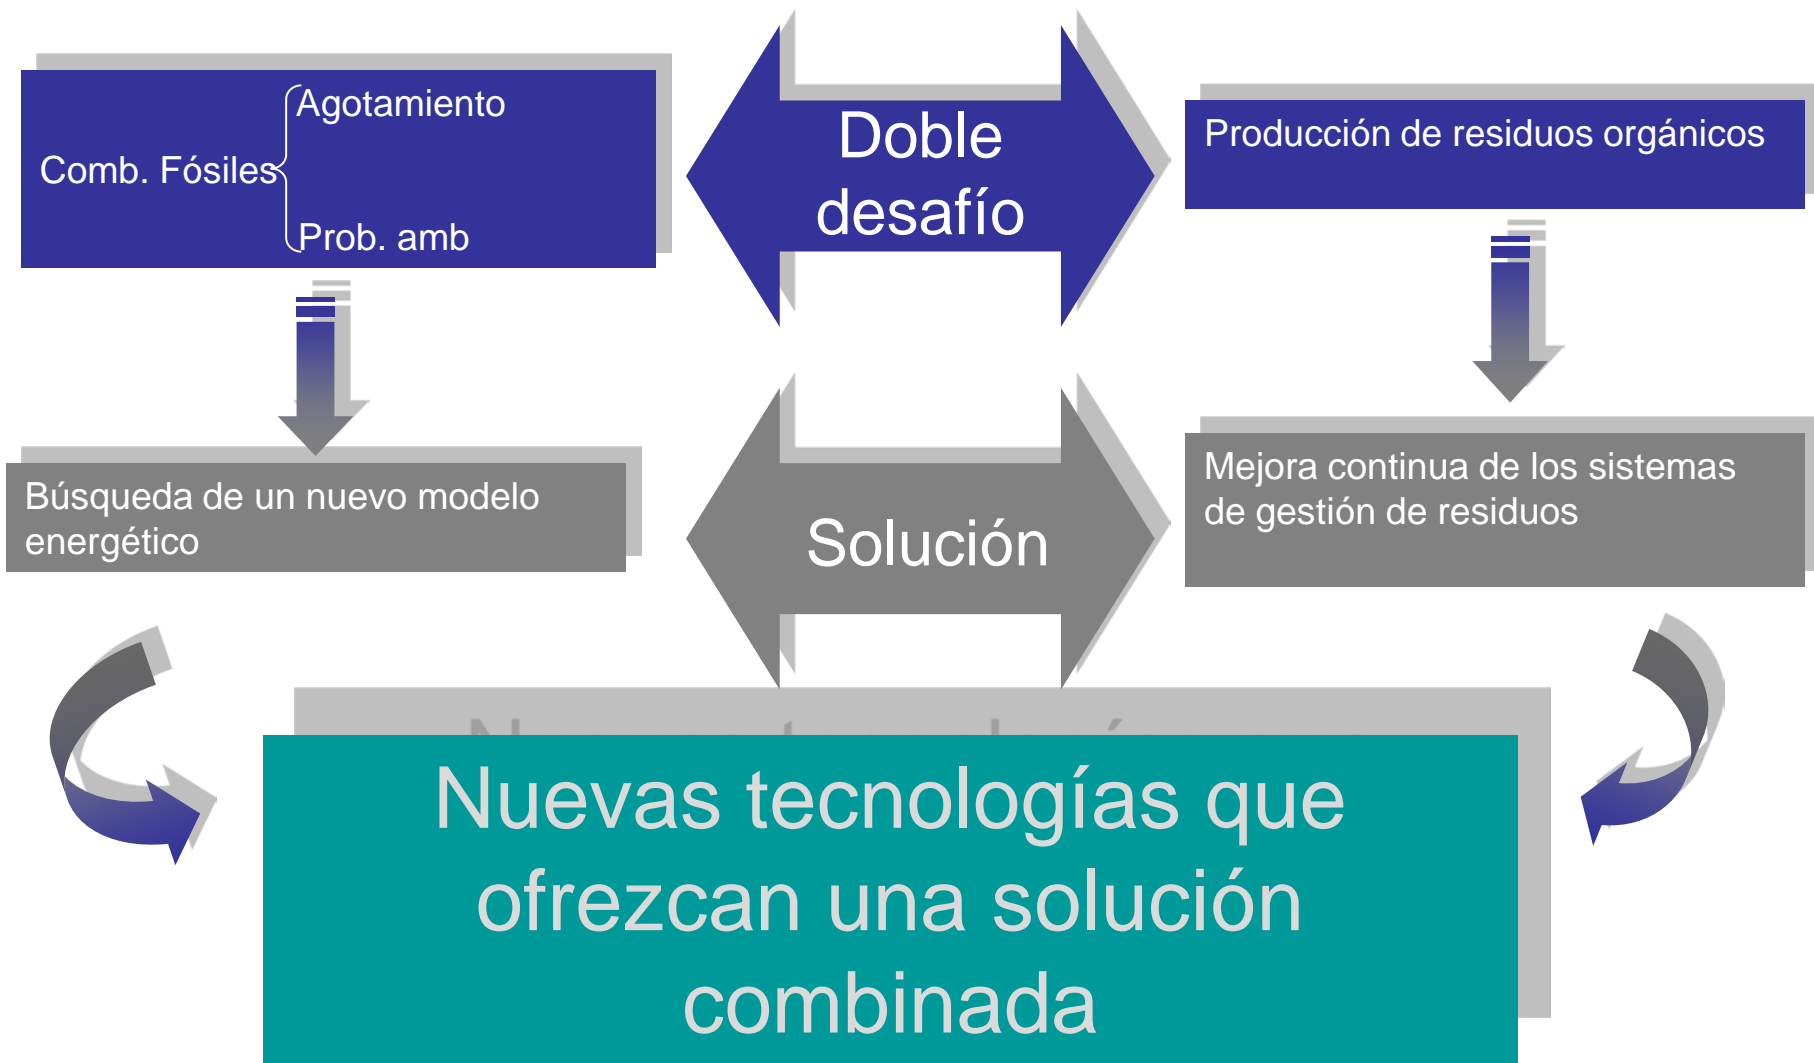 Agotamiento
Comb. Fósiles
Prob. amb
Doble
desafío
Producción de residuos orgánicos
Búsqueda de un nuevo modelo
energético
Solución
Mejora continua de los sistemas
de gestión de residuos
Nuevas tecnologías que
ofrezcan una solución
combinada